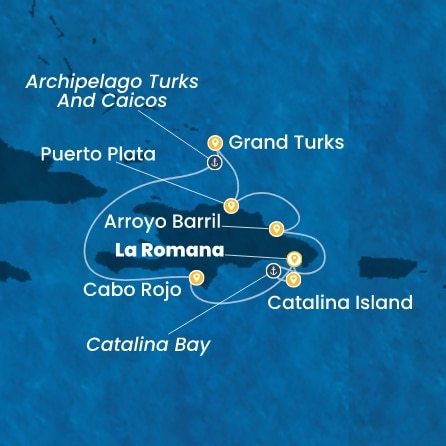 Archipelago Turks
And Caicos
Grand Turks
Puerto Plata
Arroyo Barril
La Romana
Cabo Rojo
Catalina Island
Catalina Bay